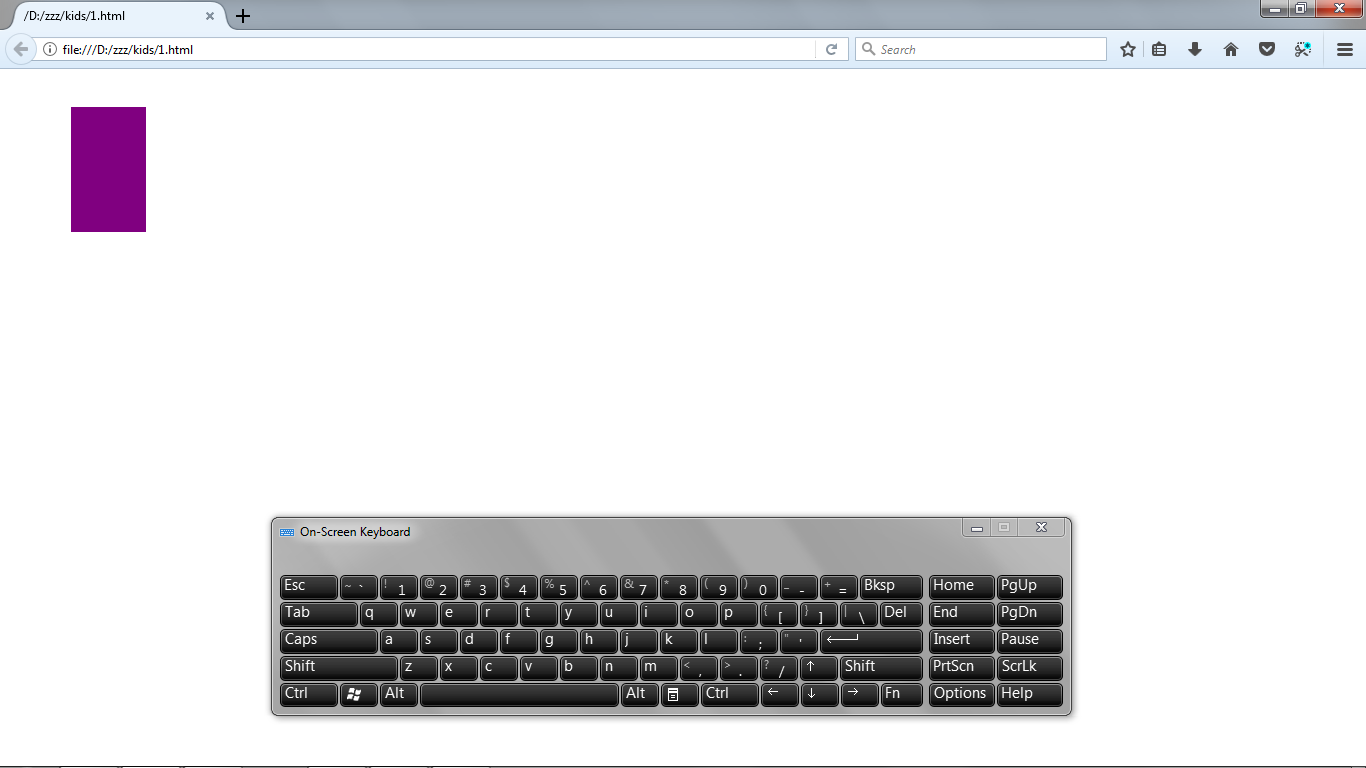 /D:/zzz/kids/1.html
file:///D:/zzz/kids/1.html
Search
On-Screen Keyboard
Esc ~ ` ! 1 @ 2 # 3 $ 4 % 5 ^ 6 & 7 * 8 ( 9 ) 0 _ - + = Bksp Home PgUp
Tab q w e r t y u i o p { [ } ] | \ Del End PgDn
Caps a s d f g h j k l : ; " ' Insert Pause
Shift z x c v b n m < , > . ? / ↑ Shift PrtScn ScrLk
Ctrl Alt Alt Ctrl ← ↓ → Fn Options Help